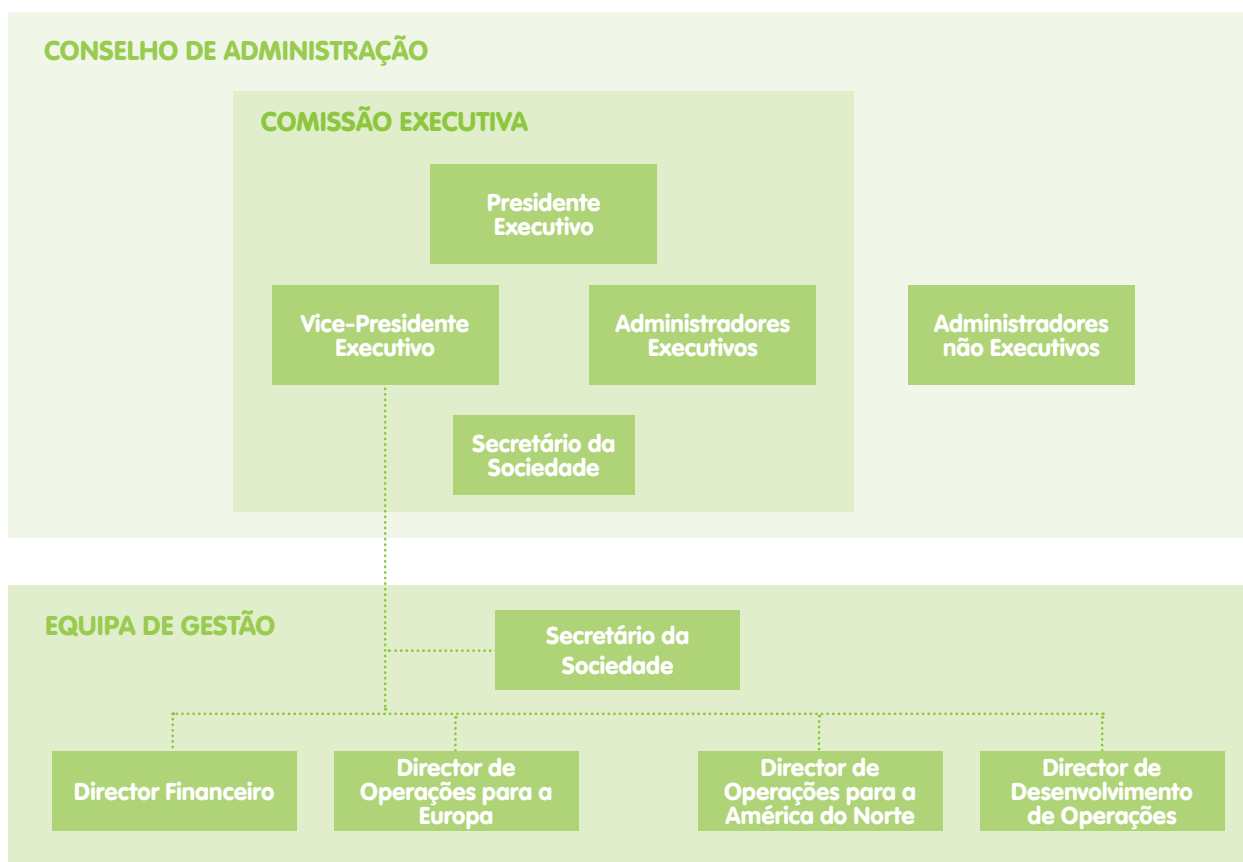 CONSELHO DE ADMINISTRAÇÃO
COMISSÃO EXECUTIVA
Presidente
Executivo
Vice-Presidente
Executivo
Administradores
Executivos
Administradores
não Executivos
Secretário da
Sociedade
EQUIPA DE GESTÃO
Secretário da
Sociedade
Director Financeiro
Director de
Operações para a
Europa
Director de
Operações para a
América do Norte
Director de
Desenvolvimento
de Operações